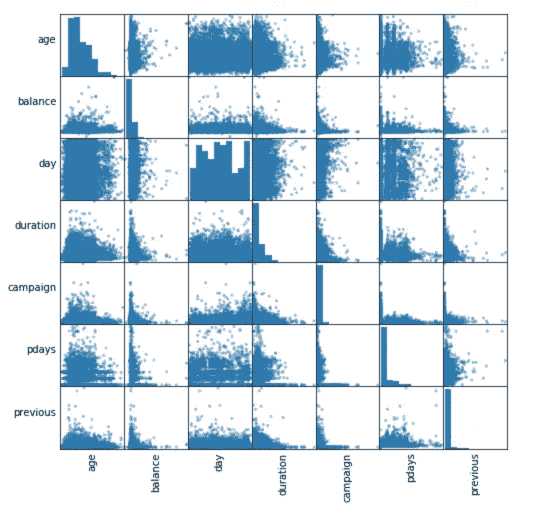 age
balance
day
duration
campaign
pdays
previous
age
balance
day
duration
campaign
pdays
previous